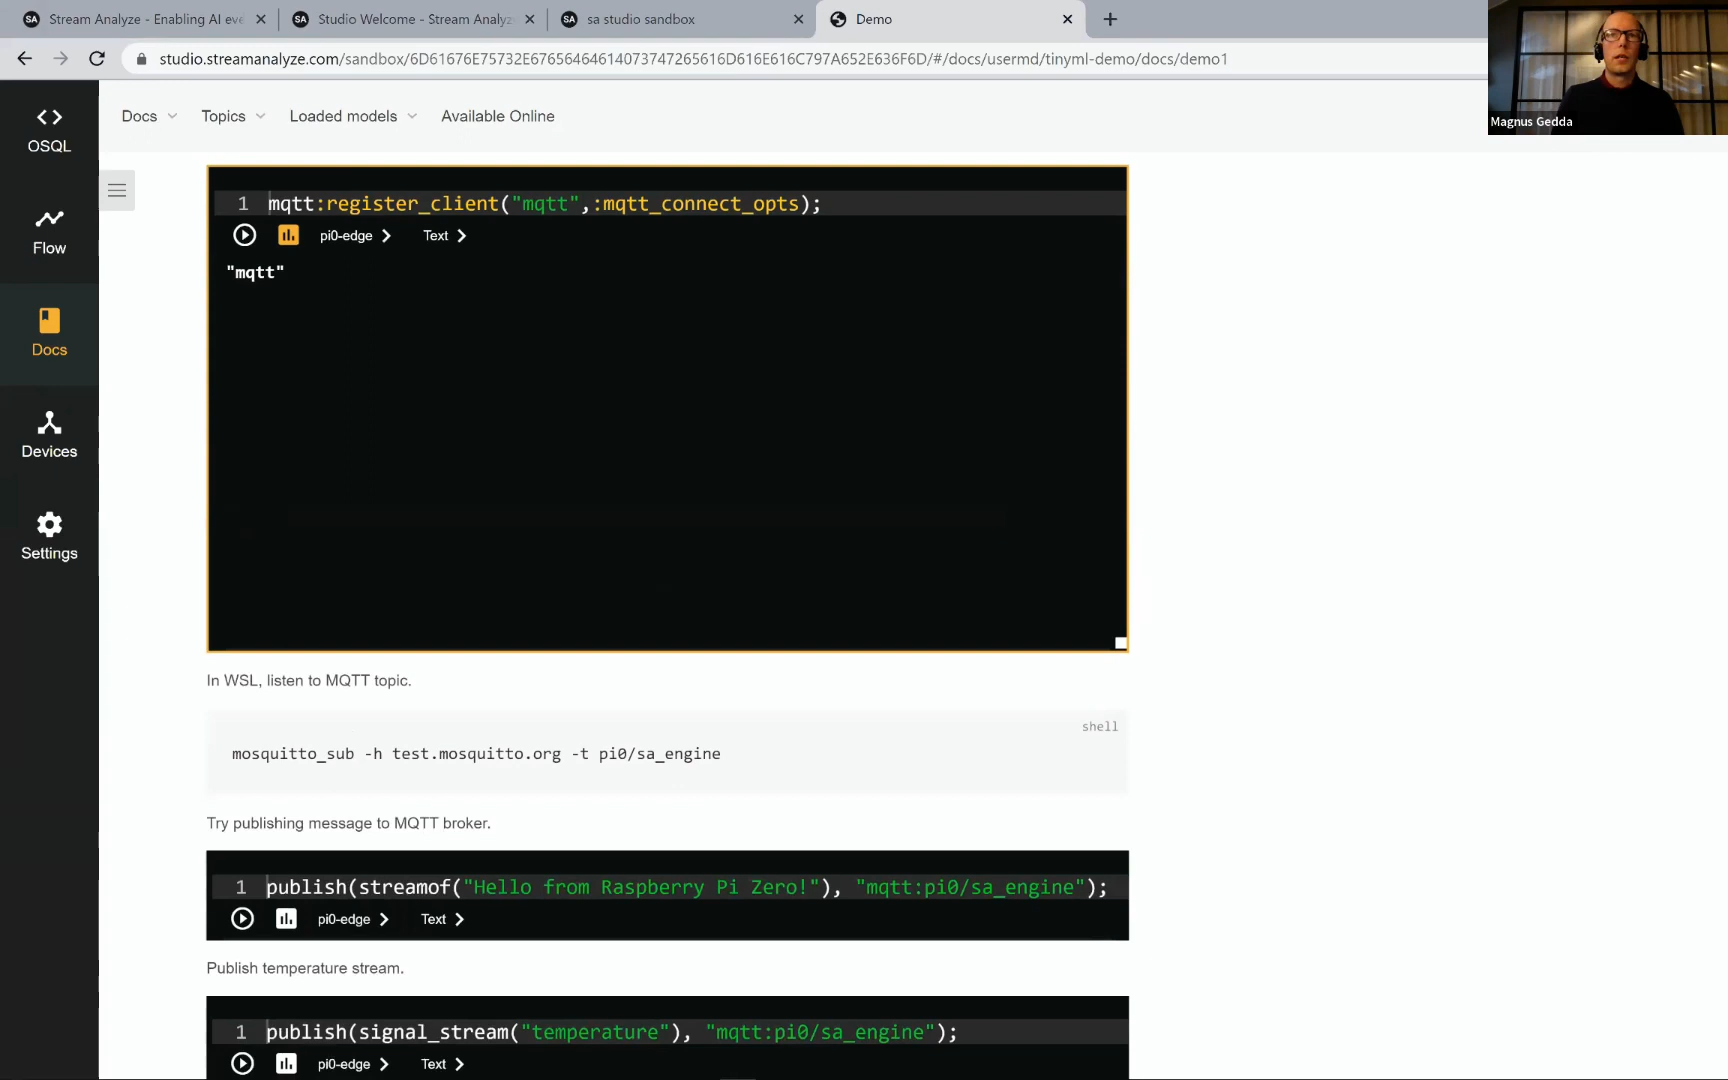 Stream Analyze - Enabling AI eve
Studio Welcome - Stream Analyz
sa studio sandbox
Demo
studio.streamanalyze.com/sandbox/6D61676E75732E67656464614073747265616D616E616C797A652E636F6D/#/docs/usermd/tinyml-demo/docs/demo1
Magnus Gedda
OSQL
Flow
Docs
Devices
Settings
Docs
Topics
Loaded models
Available Online
1 mqtt:register_client("mqtt",:mqtt_connect_opts);
pi0-edge
Text
"mqtt"
In WSL, listen to MQTT topic.
shell
mosquitto_sub -h test.mosquitto.org -t pi0/sa_engine
Try publishing message to MQTT broker.
1 publish(streamof("Hello from Raspberry Pi Zero!"), "mqtt:pi0/sa_engine");
pi0-edge
Text
Publish temperature stream.
1 publish(signal_stream("temperature"), "mqtt:pi0/sa_engine");
pi0-edge
Text